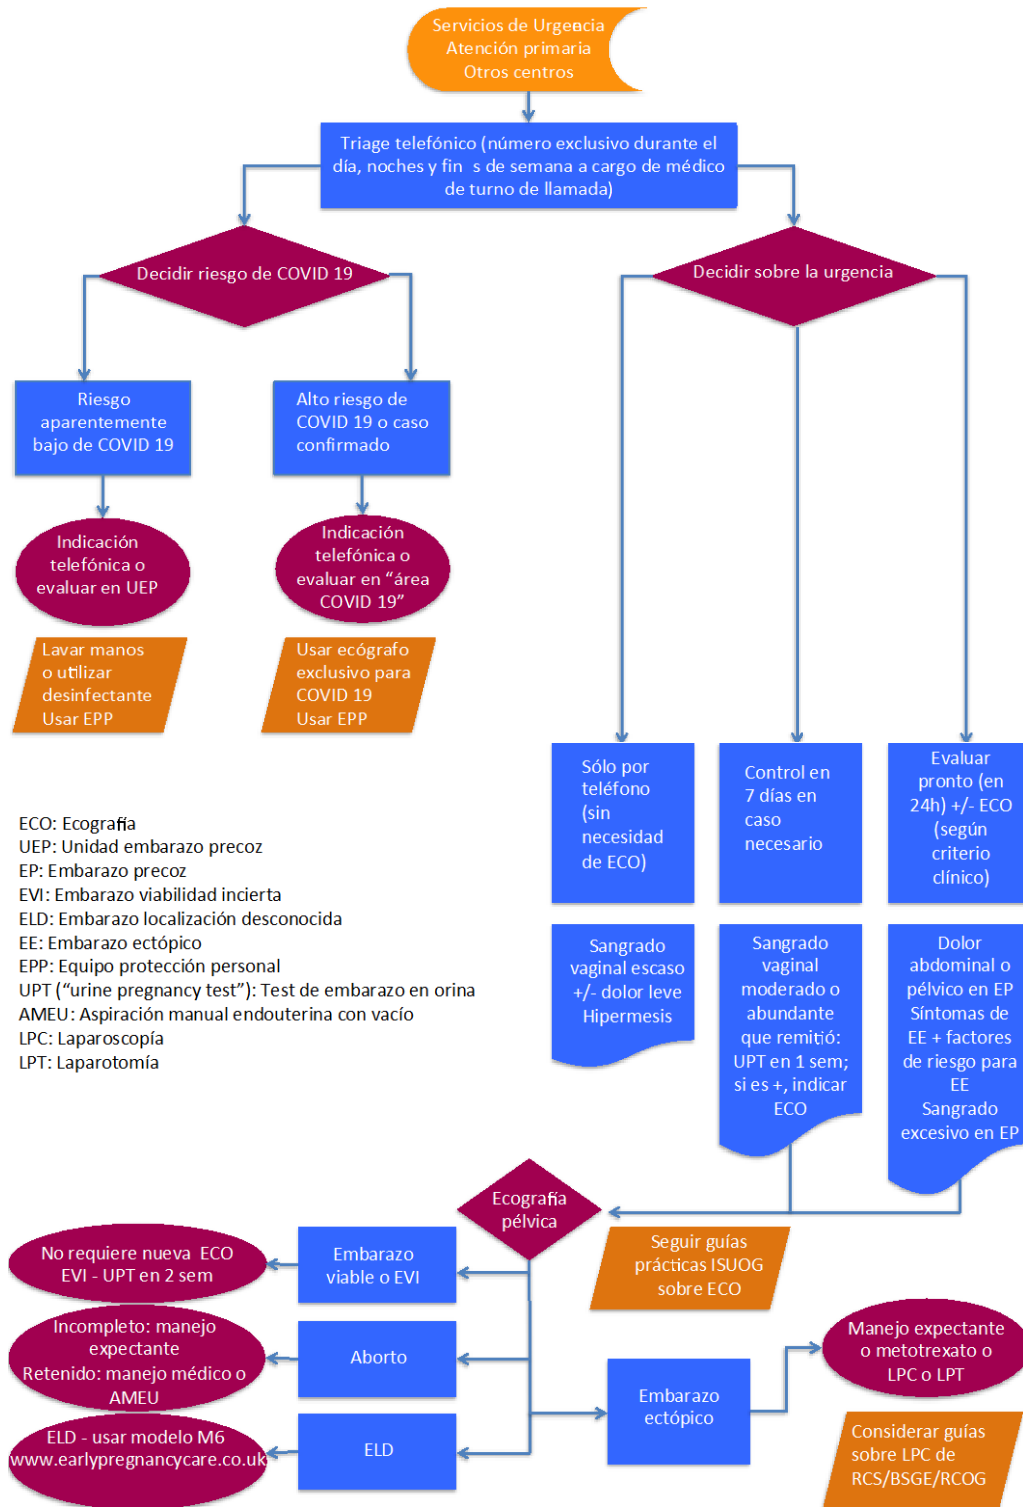 Servicios de Urgencia
Atención primaria
Otros centros
Triage telefónico (número exclusivo durante el
día, noches y fin s de semana a cargo de médico
de turno de llamada)
Decidir riesgo de COVID 19
Decidir sobre la urgencia
Riesgo
aparentemente
bajo de COVID 19
Alto riesgo de
COVID 19 o caso
confirmado
Indicación
telefónica o
evaluar en UEP
Indicación
telefónica o
evaluar en “área
COVID 19”
Lavar manos
o utilizar
desinfectante
Usar EPP
Usar ecógrafo
exclusivo para
COVID 19
Usar EPP
Sólo por
teléfono
(sin
necesidad
de ECO)
Control en
7 días en
caso
necesario
Evaluar
pronto (en
24h) +/- ECO
(según
criterio
clínico)
ECO: Ecografía
UEP: Unidad embarazo precoz
EP: Embarazo precoz
EVI: Embarazo viabilidad incierta
ELD: Embarazo localización desconocida
EE: Embarazo ectópico
EPP: Equipo protección personal
UPT (“urine pregnancy test”): Test de embarazo en orina
AMEU: Aspiración manual endouterina con vacío
LPC: Laparoscopía
LPT: Laparotomía
Sangrado
vaginal escaso
+/- dolor leve
Hipermesis
Sangrado
vaginal
moderado o
abundante
que remitió:
UPT en 1 sem;
si es +, indicar
ECO
Dolor
abdominal o
pélvico en EP
Síntomas de
EE + factores
de riesgo para
EE
Sangrado
excesivo en EP
Ecografía
pélvica
Seguir guías
prácticas ISUOG
sobre ECO
No requiere nueva ECO
EVI - UPT en 2 sem
Embarazo
viable o EVI
Incompleto: manejo
expectante
Retenido: manejo médico o
AMEU
Aborto
ELD - usar modelo M6
www.earlypregnancycare.co.uk
ELD
Embarazo
ectópico
Manejo expectante
o metotrexato o
LPC o LPT
Considerar guías
sobre LPC de
RCS/BSGE/RCOG